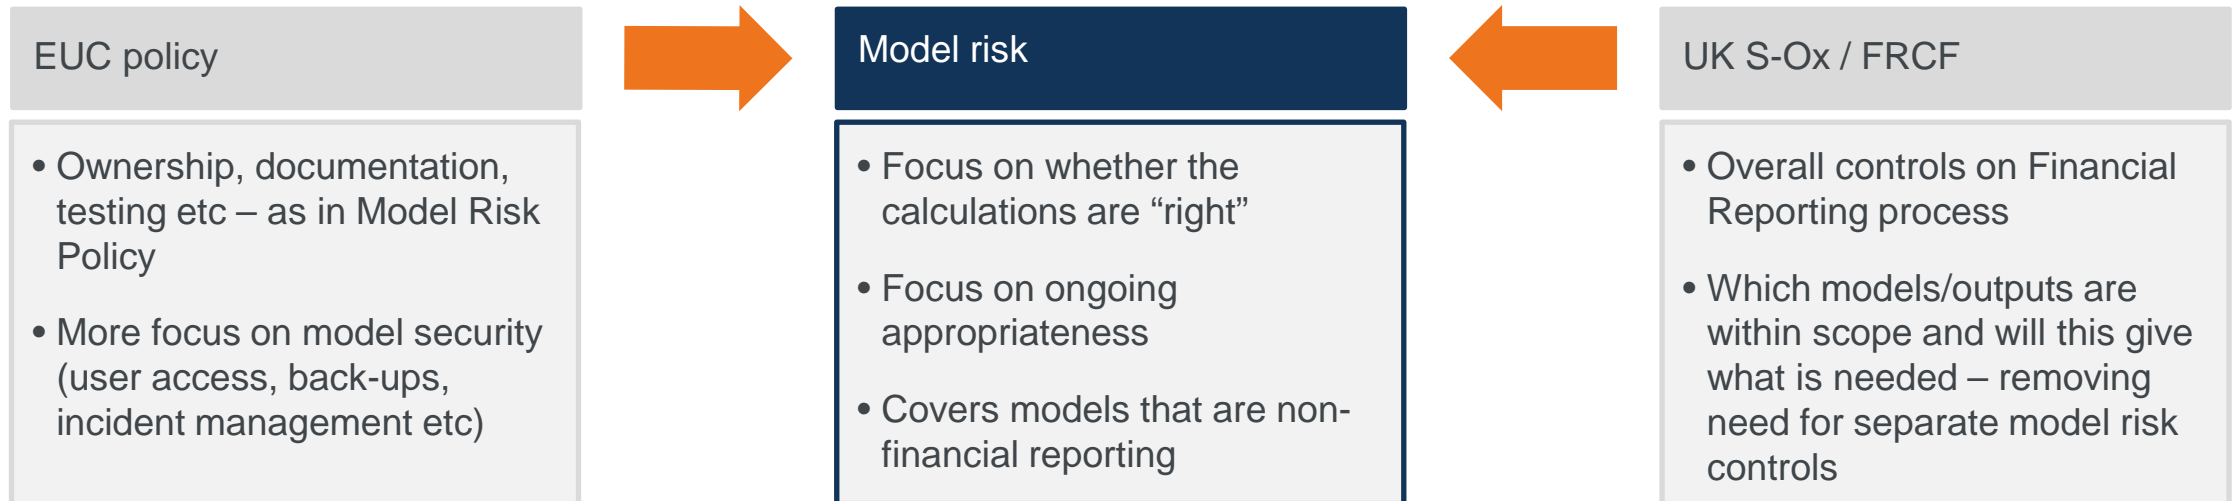 EUC policy
• Ownership, documentation,
testing etc – as in Model Risk
Policy
• More focus on model security
(user access, back-ups,
incident management etc)
Model risk
• Focus on whether the
calculations are “right”
• Focus on ongoing
appropriateness
• Covers models that are non-
financial reporting
UK S-Ox / FRCF
• Overall controls on Financial
Reporting process
• Which models/outputs are
within scope and will this give
what is needed – removing
need for separate model risk
controls